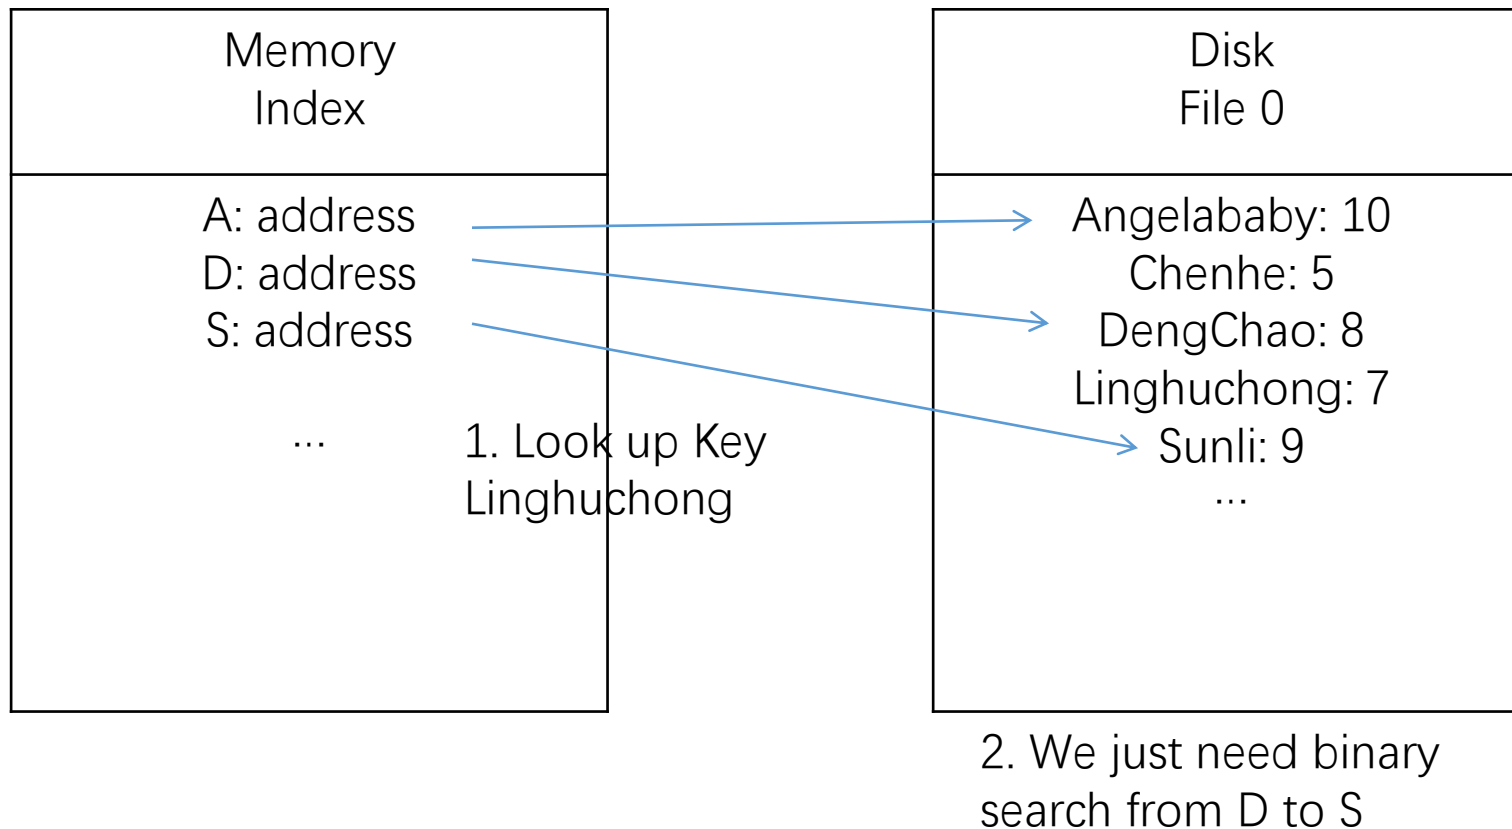 Memory
Index
A: address
D: address
S: address
...
1. Look up Key
Linghuchong
Disk
File 0
Angelababy: 10
Chenhe: 5
DengChao: 8
Linghuchong: 7
Sunli: 9
...
2. We just need binary
search from D to S